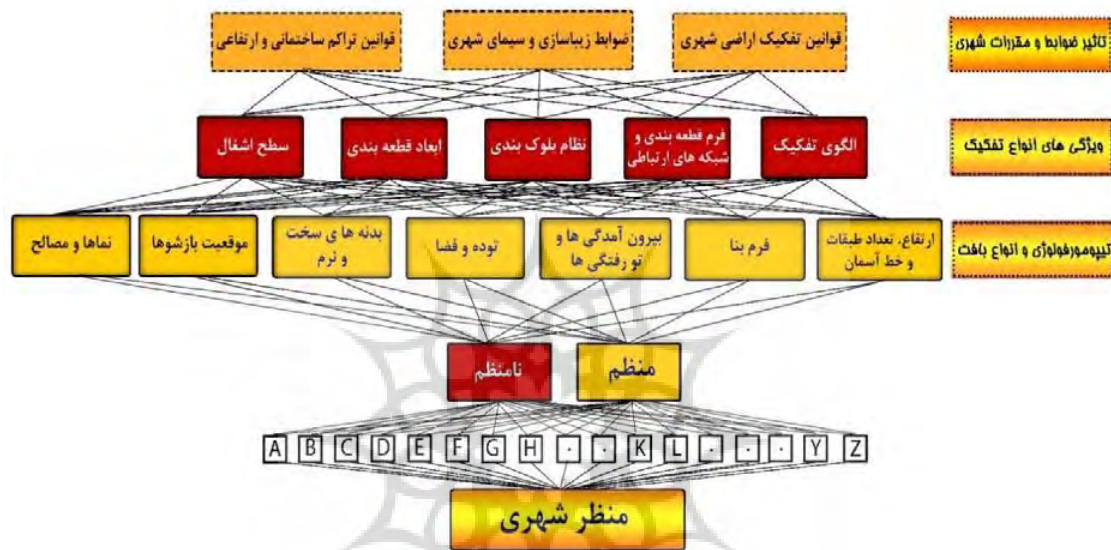 تاثیر ضوابط و مقررات شهری
قوانین تفکیک اراضی شهری
ضوابط زیباسازی و سیمای شهری
قوانین تراکم ساختمانی و ارتفاعی
ویژگی های انواع تفکیک
الگوی تفکیک
فرم قطعه بندی و
شبکه های ارتباطی
نظام بلوک بندی
ابعاد قطعه بندی
سطح اشغال
تیپومورفولوژی و انواع بافت
ارتفاع، تعداد طبقات
و خط آسمان
فرم بنا
بیرون آمدگی ها و
تو رفتگی ها
توده و فضا
بدنه ها ی سخت
و نرم
موقعیت بازشوها
نماها و مصالح
منظم
نامنظم
A B C D E F G H . . K L . . . Y Z
منظر شهری